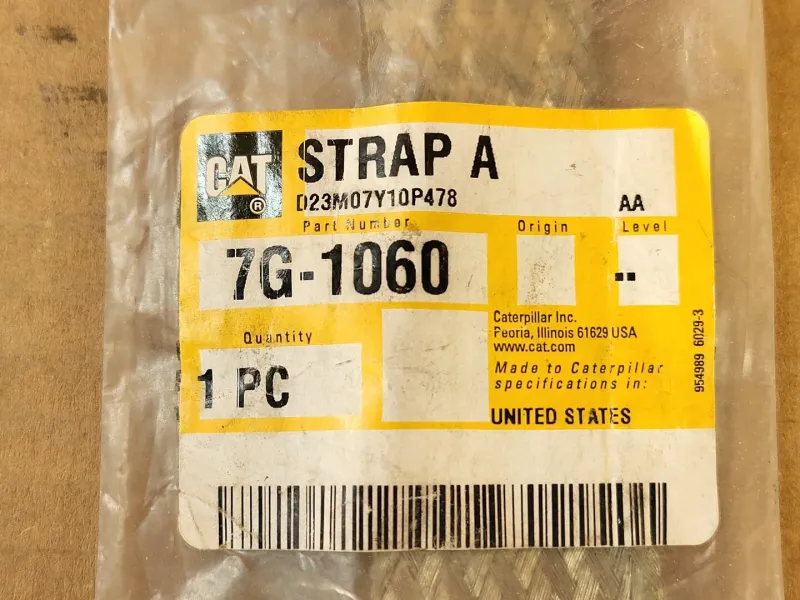 CAT
®
STRAP A
D23M07Y10P478
AA
Part Number
Origin
Level
7G-1060
--
Caterpillar Inc.
Peoria, Illinois 61629 USA
www.cat.com
Quantity
Made to Caterpillar
specifications in:
1 PC
UNITED STATES
954989 6029-3